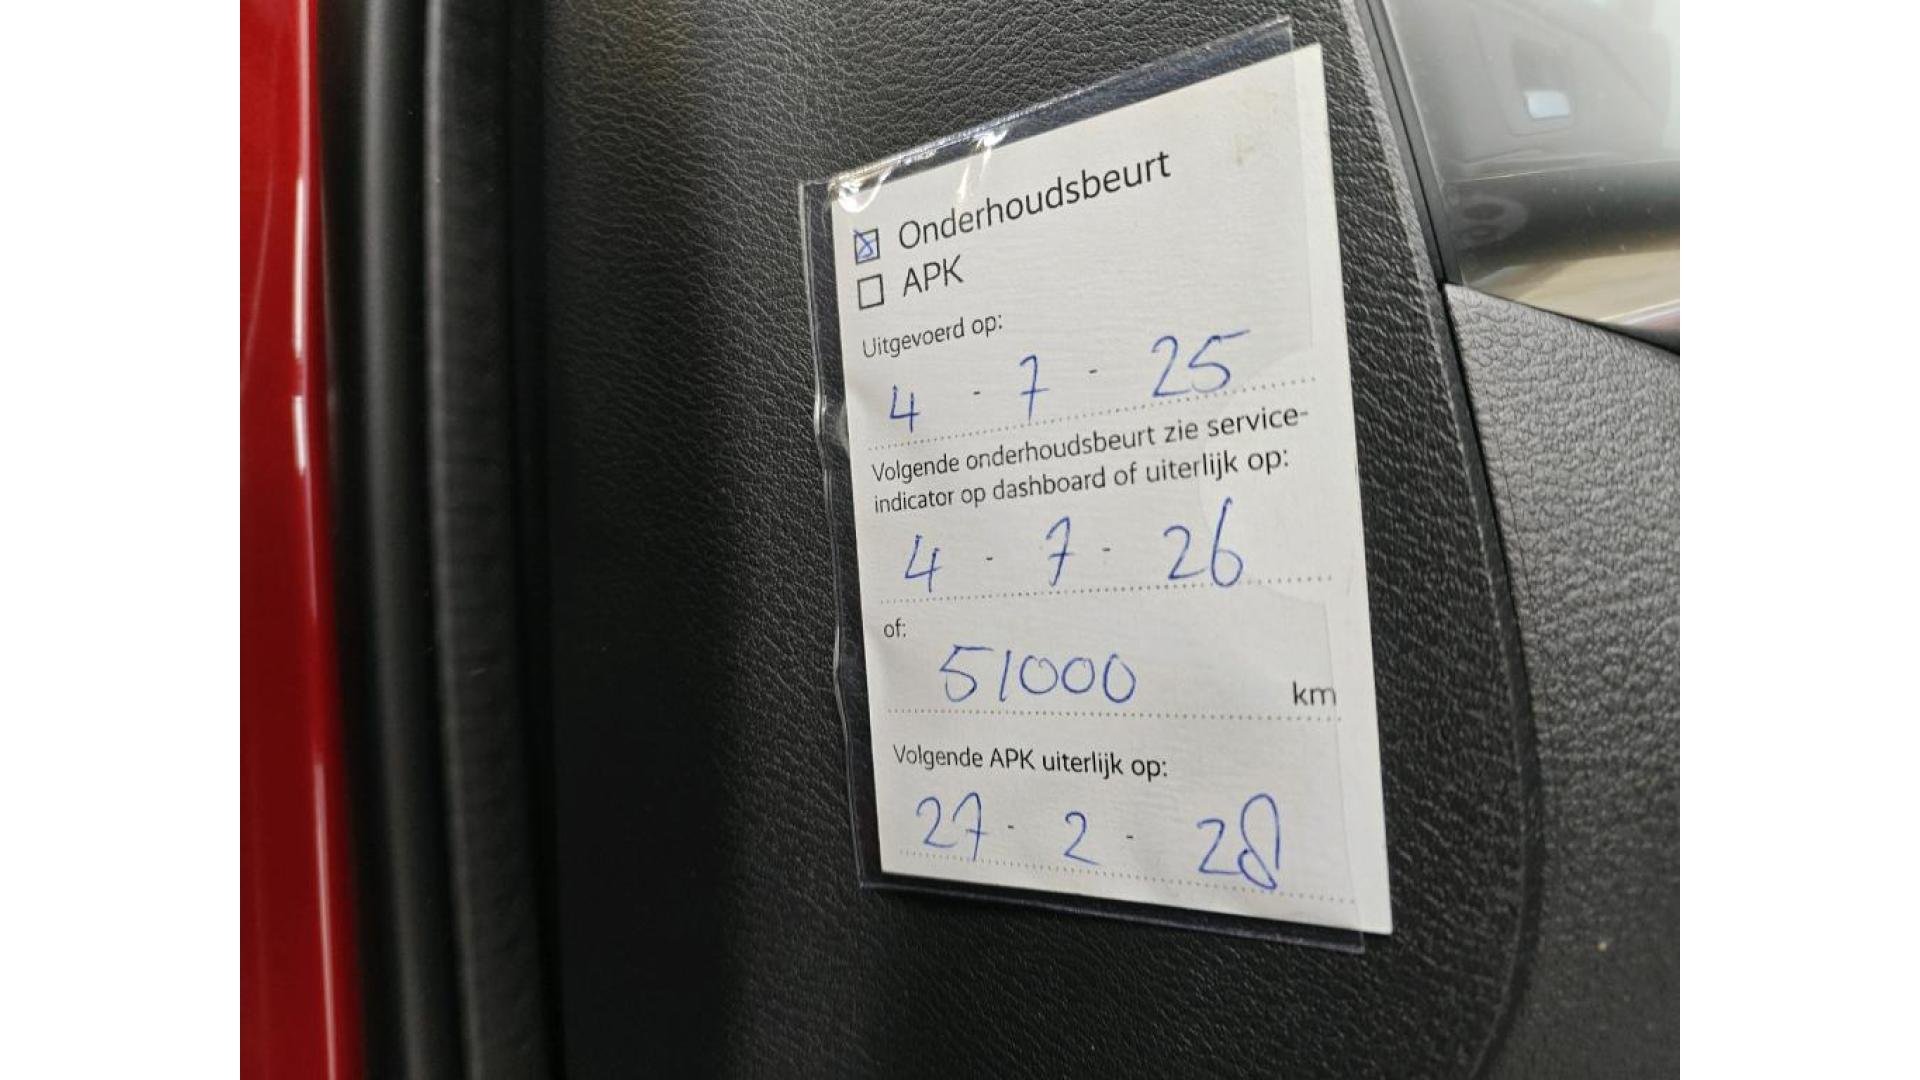 ☒ Onderhoudsbeurt
☐ APK
Uitgevoerd op:
4 - 7 - 25
Volgende onderhoudsbeurt zie service-
indicator op dashboard of uiterlijk op:
4 - 7 - 26
of:
51000 km
Volgende APK uiterlijk op:
27 - 2 - 28